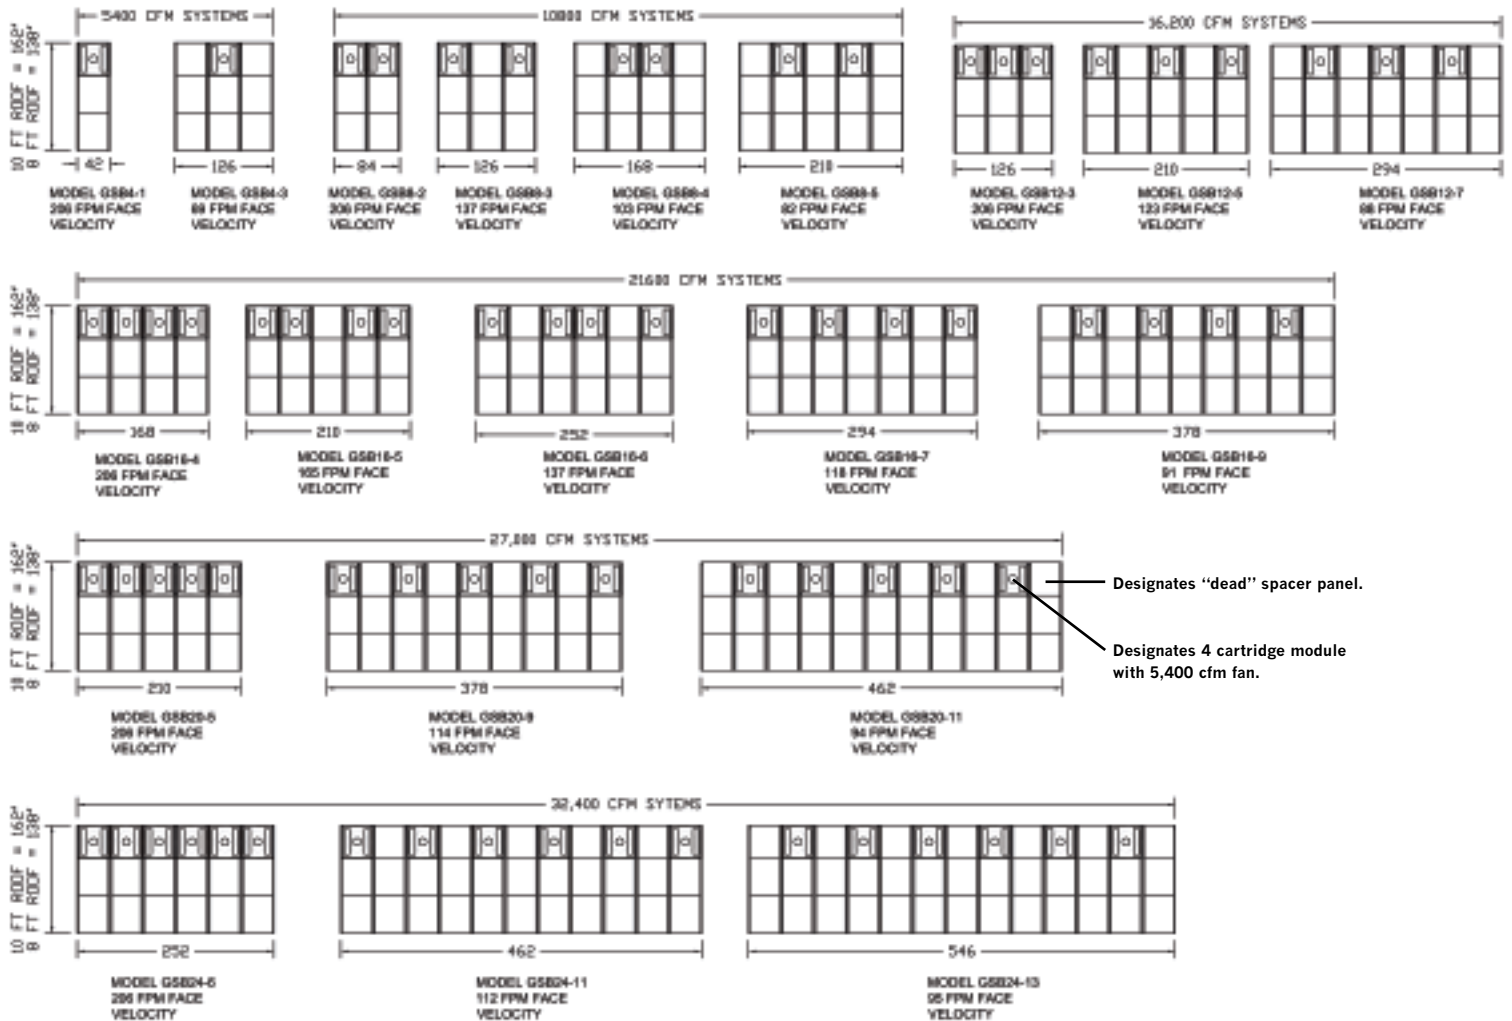 5400 CFM SYSTEMS
10800 CFM SYSTEMS
16,200 CFM SYSTEMS
10 FT ROOF = 162"
8 FT ROOF = 138"
42
126
84
126
168
210
126
210
294
MODEL GSB4-1
206 FPM FACE
VELOCITY
MODEL GSB4-3
FPM FACE
VELOCITY
MODEL GSB8-2
206 FPM FACE
VELOCITY
MODEL GSB8-3
137 FPM FACE
VELOCITY
MODEL GSB8-4
103 FPM FACE
VELOCITY
MODEL GSB8-5
82 FPM FACE
VELOCITY
MODEL GSB12-3
206 FPM FACE
VELOCITY
MODEL GSB12-5
123 FPM FACE
VELOCITY
MODEL GSB12-7
88 FPM FACE
VELOCITY
21600 CFM SYSTEMS
10 FT ROOF = 162"
8 FT ROOF = 138"
168
210
252
294
378
MODEL GSB16-4
206 FPM FACE
VELOCITY
MODEL GSB16-5
165 FPM FACE
VELOCITY
MODEL GSB16-6
137 FPM FACE
VELOCITY
MODEL GSB16-7
118 FPM FACE
VELOCITY
MODEL GSB16-9
91 FPM FACE
VELOCITY
27,000 CFM SYSTEMS
10 FT ROOF = 162"
8 FT ROOF = 138"
Designates “dead” spacer panel.
Designates 4 cartridge module
with 5,400 cfm fan.
210
378
462
MODEL GSB20-5
206 FPM FACE
VELOCITY
MODEL GSB20-9
114 FPM FACE
VELOCITY
MODEL GSB20-11
94 FPM FACE
VELOCITY
32,400 CFM SYTEMS
10 FT ROOF = 162"
8 FT ROOF = 138"
252
462
546
MODEL GSB24-6
206 FPM FACE
VELOCITY
MODEL GSB24-11
112 FPM FACE
VELOCITY
MODEL GSB24-13
95 FPM FACE
VELOCITY